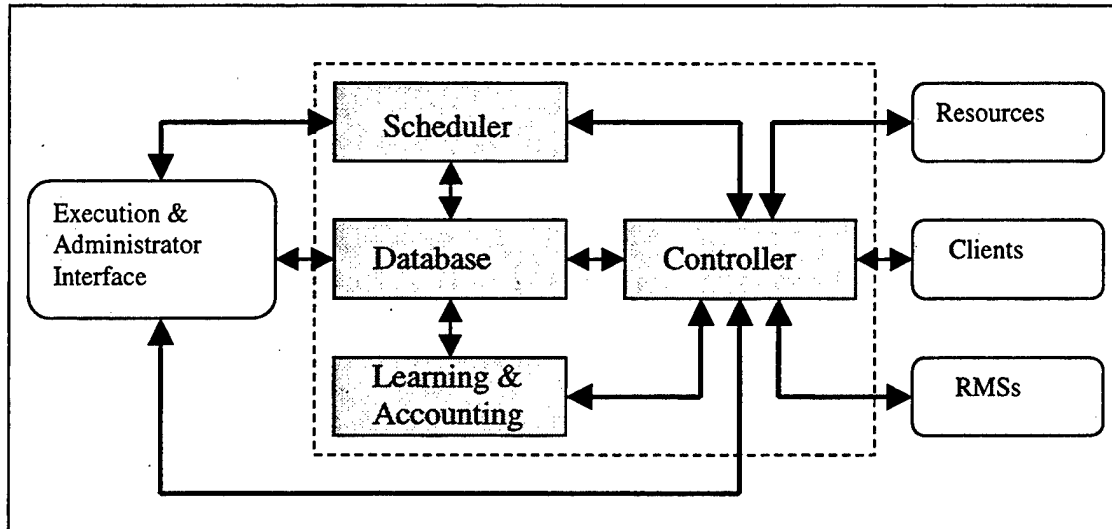 Scheduler
Resources
Execution &
Administrator
Interface
Database
Controller
Clients
Learning &
Accounting
RMSs